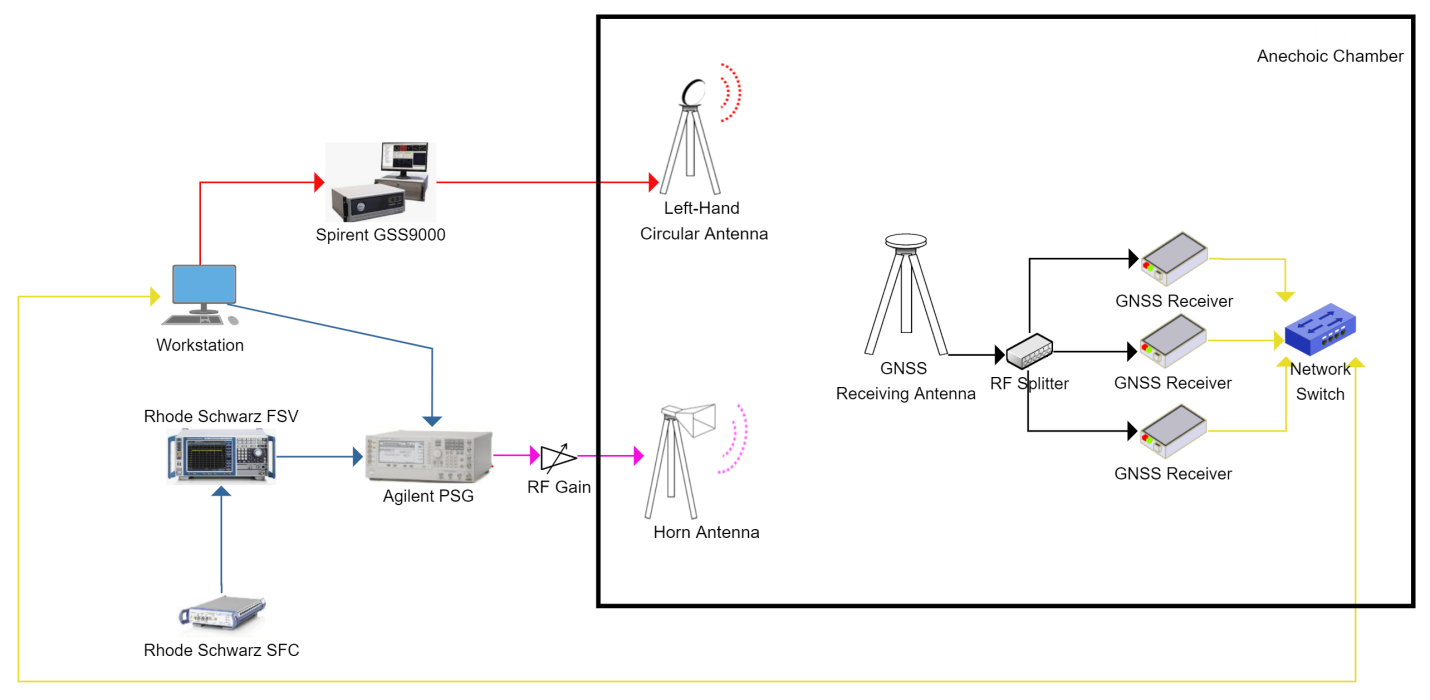 Anechoic Chamber
Left-Hand
Circular Antenna
Spirent GSS9000
Workstation
GNSS Receiver
GNSS
Receiving Antenna
RF Splitter
GNSS Receiver
Network
Switch
Rhode Schwarz FSV
Agilent PSG
RF Gain
GNSS Receiver
Horn Antenna
Rhode Schwarz SFC